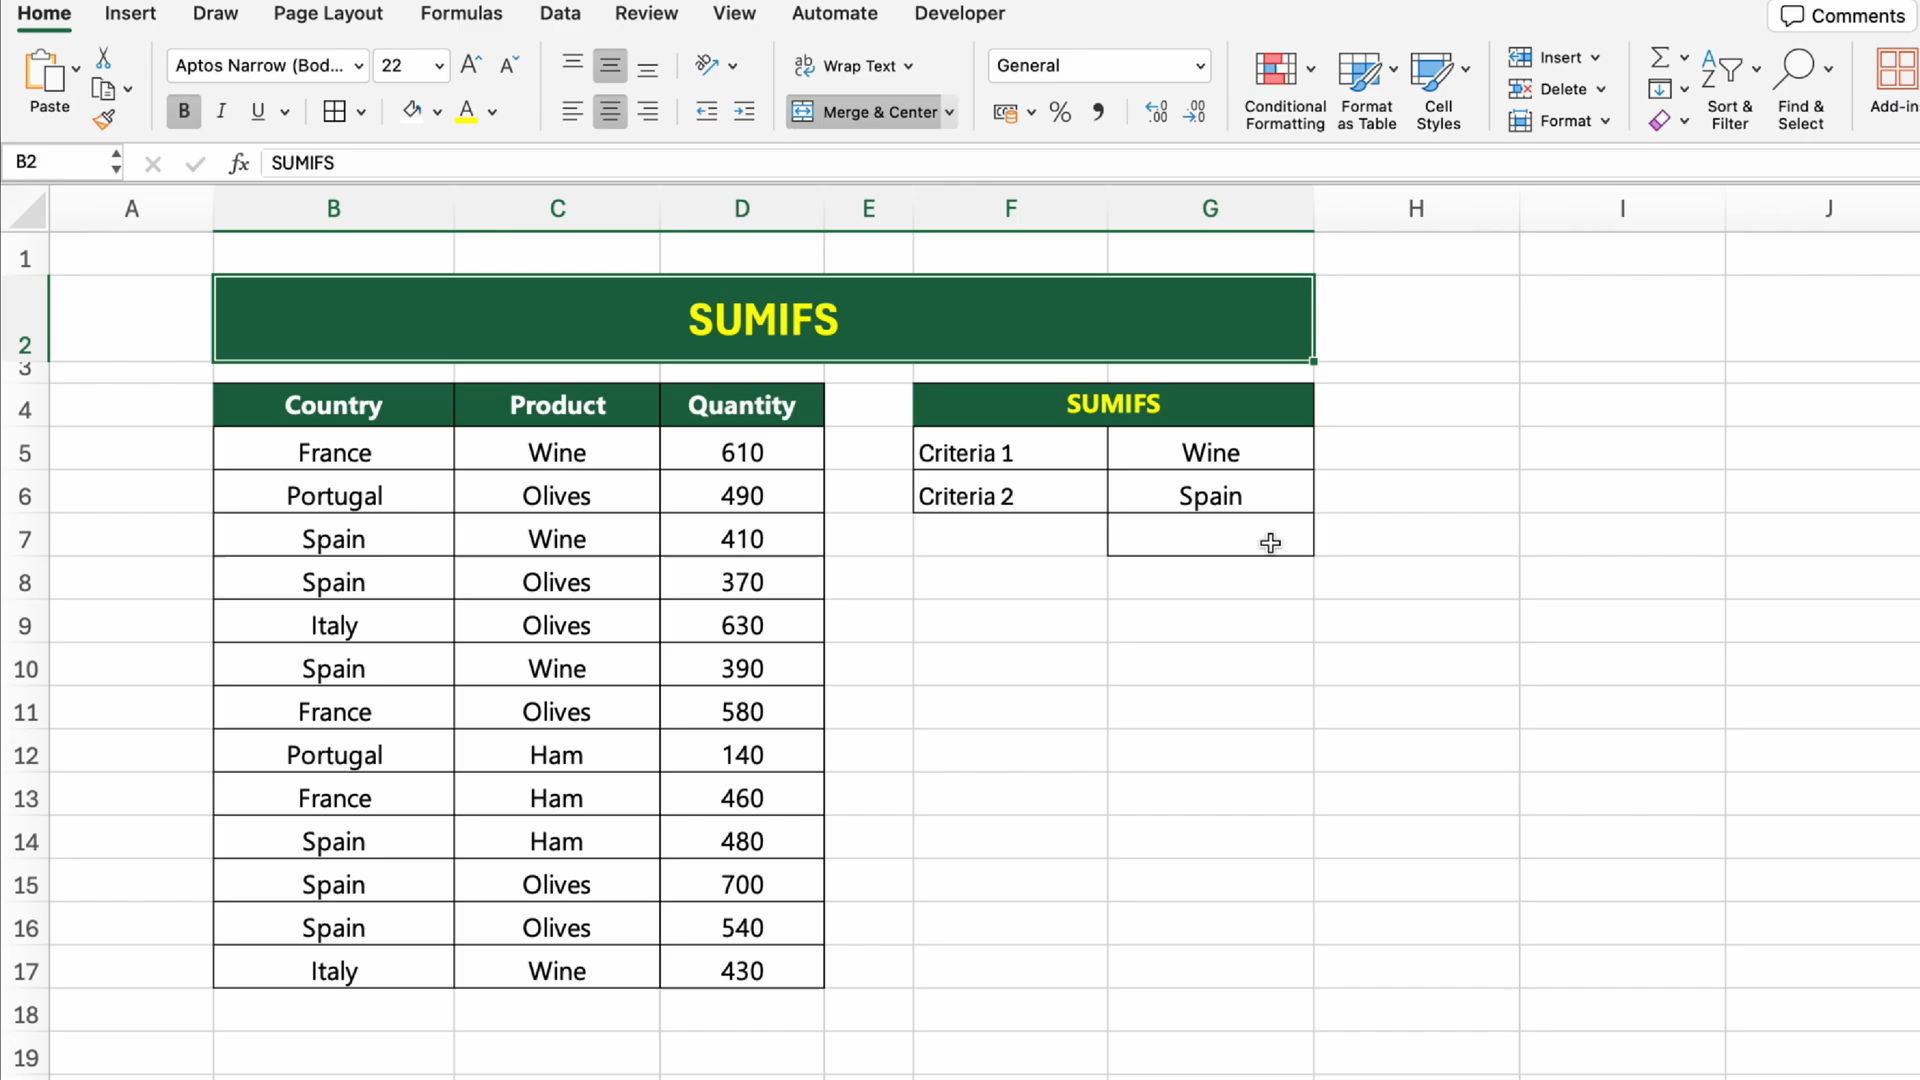 Home Insert Draw Page Layout Formulas Data Review View Automate Developer Comments
Paste
Aptos Narrow (Bod... 22
B I U
Wrap Text
Merge & Center
General
Conditional Formatting
Format as Table
Cell Styles
Insert
Delete
Format
Sort & Filter
Find & Select
Add-in
B2 fx SUMIFS
A B C D E F G H I J
1
2 SUMIFS
3
4 Country Product Quantity SUMIFS
5 France Wine 610 Criteria 1 Wine
6 Portugal Olives 490 Criteria 2 Spain
7 Spain Wine 410
8 Spain Olives 370
9 Italy Olives 630
10 Spain Wine 390
11 France Olives 580
12 Portugal Ham 140
13 France Ham 460
14 Spain Ham 480
15 Spain Olives 700
16 Spain Olives 540
17 Italy Wine 430
18
19